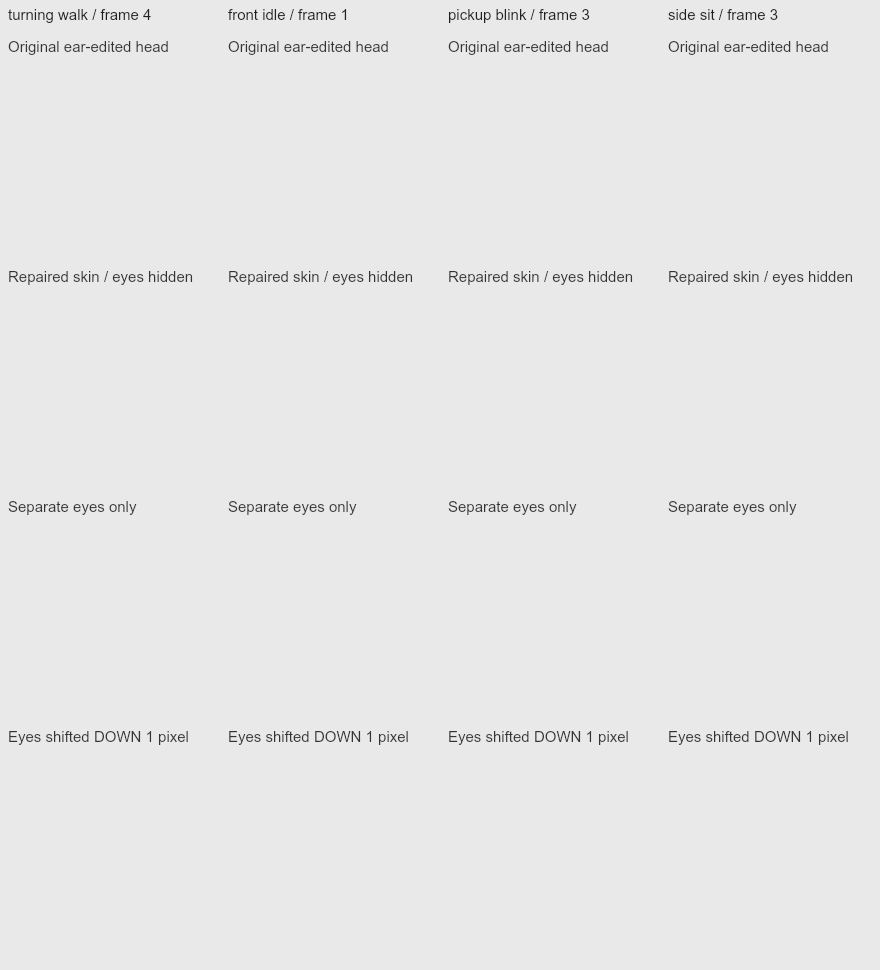 turning walk / frame 4
front idle / frame 1
pickup blink / frame 3
side sit / frame 3
Original ear-edited head
Original ear-edited head
Original ear-edited head
Original ear-edited head
Repaired skin / eyes hidden
Repaired skin / eyes hidden
Repaired skin / eyes hidden
Repaired skin / eyes hidden
Separate eyes only
Separate eyes only
Separate eyes only
Separate eyes only
Eyes shifted DOWN 1 pixel
Eyes shifted DOWN 1 pixel
Eyes shifted DOWN 1 pixel
Eyes shifted DOWN 1 pixel